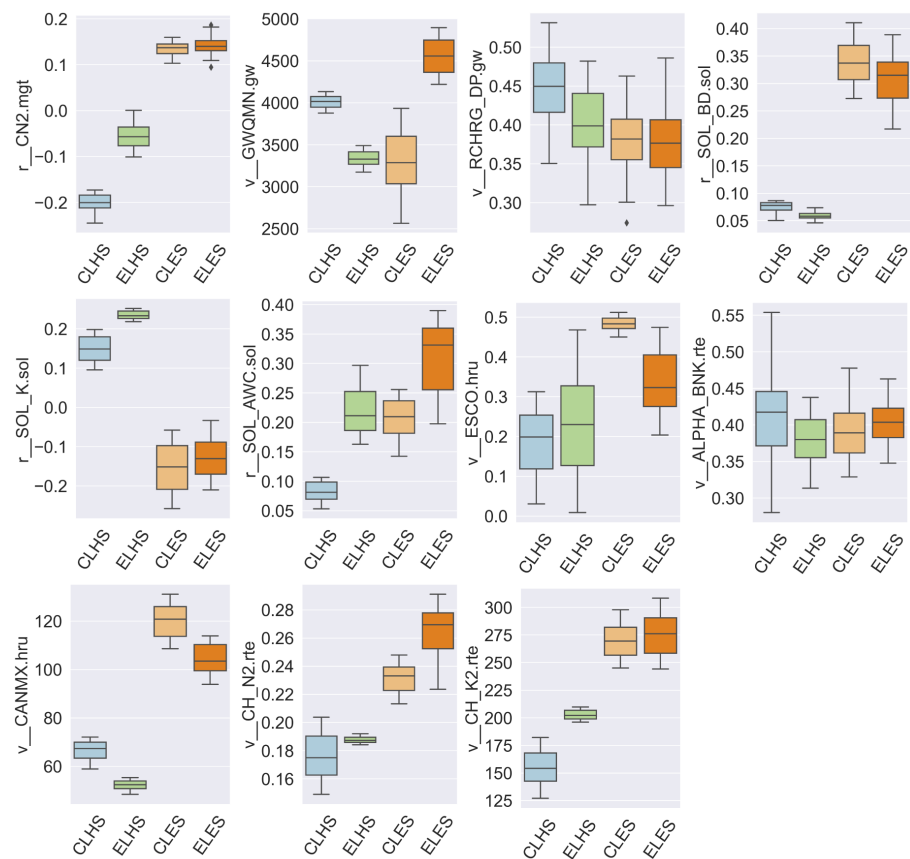 r__CN2.mgt
0.2
0.1
0.0
−0.1
−0.2
CLHS
ELHS
CLES
ELES
v__GWQMN.gw
5000
4500
4000
3500
3000
2500
CLHS
ELHS
CLES
ELES
v__RCHRG_DP.gw
0.50
0.45
0.40
0.35
0.30
CLHS
ELHS
CLES
ELES
r__SOL_BD.sol
0.40
0.35
0.30
0.25
0.20
0.15
0.10
0.05
CLHS
ELHS
CLES
ELES
r__SOL_K.sol
0.2
0.1
0.0
−0.1
−0.2
CLHS
ELHS
CLES
ELES
r__SOL_AWC.sol
0.40
0.35
0.30
0.25
0.20
0.15
0.10
0.05
CLHS
ELHS
CLES
ELES
v__ESCO.hru
0.5
0.4
0.3
0.2
0.1
0.0
CLHS
ELHS
CLES
ELES
v__ALPHA_BNK.rte
0.55
0.50
0.45
0.40
0.35
0.30
CLHS
ELHS
CLES
ELES
v__CANMX.hru
120
100
80
60
CLHS
ELHS
CLES
ELES
v__CH_N2.rte
0.28
0.26
0.24
0.22
0.20
0.18
0.16
CLHS
ELHS
CLES
ELES
v__CH_K2.rte
300
275
250
225
200
175
150
125
CLHS
ELHS
CLES
ELES